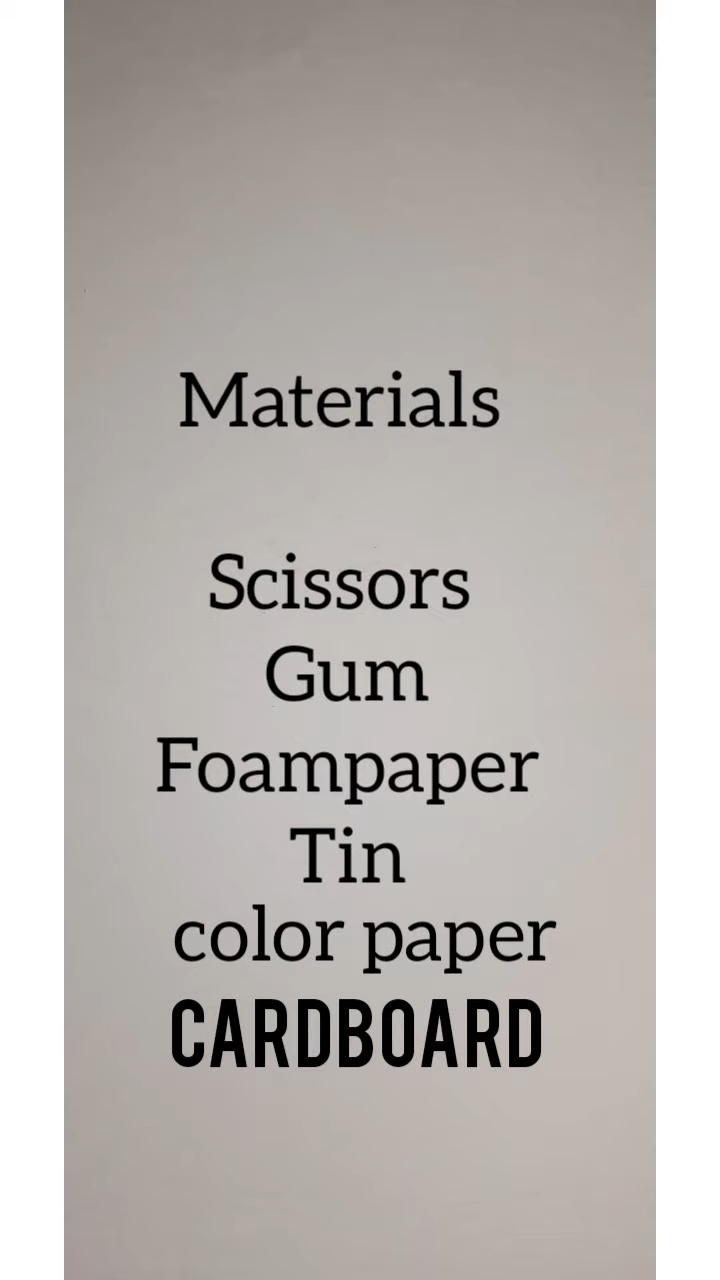 Materials
Scissors
Gum
Foampaper
Tin
color paper
CARDBOARD